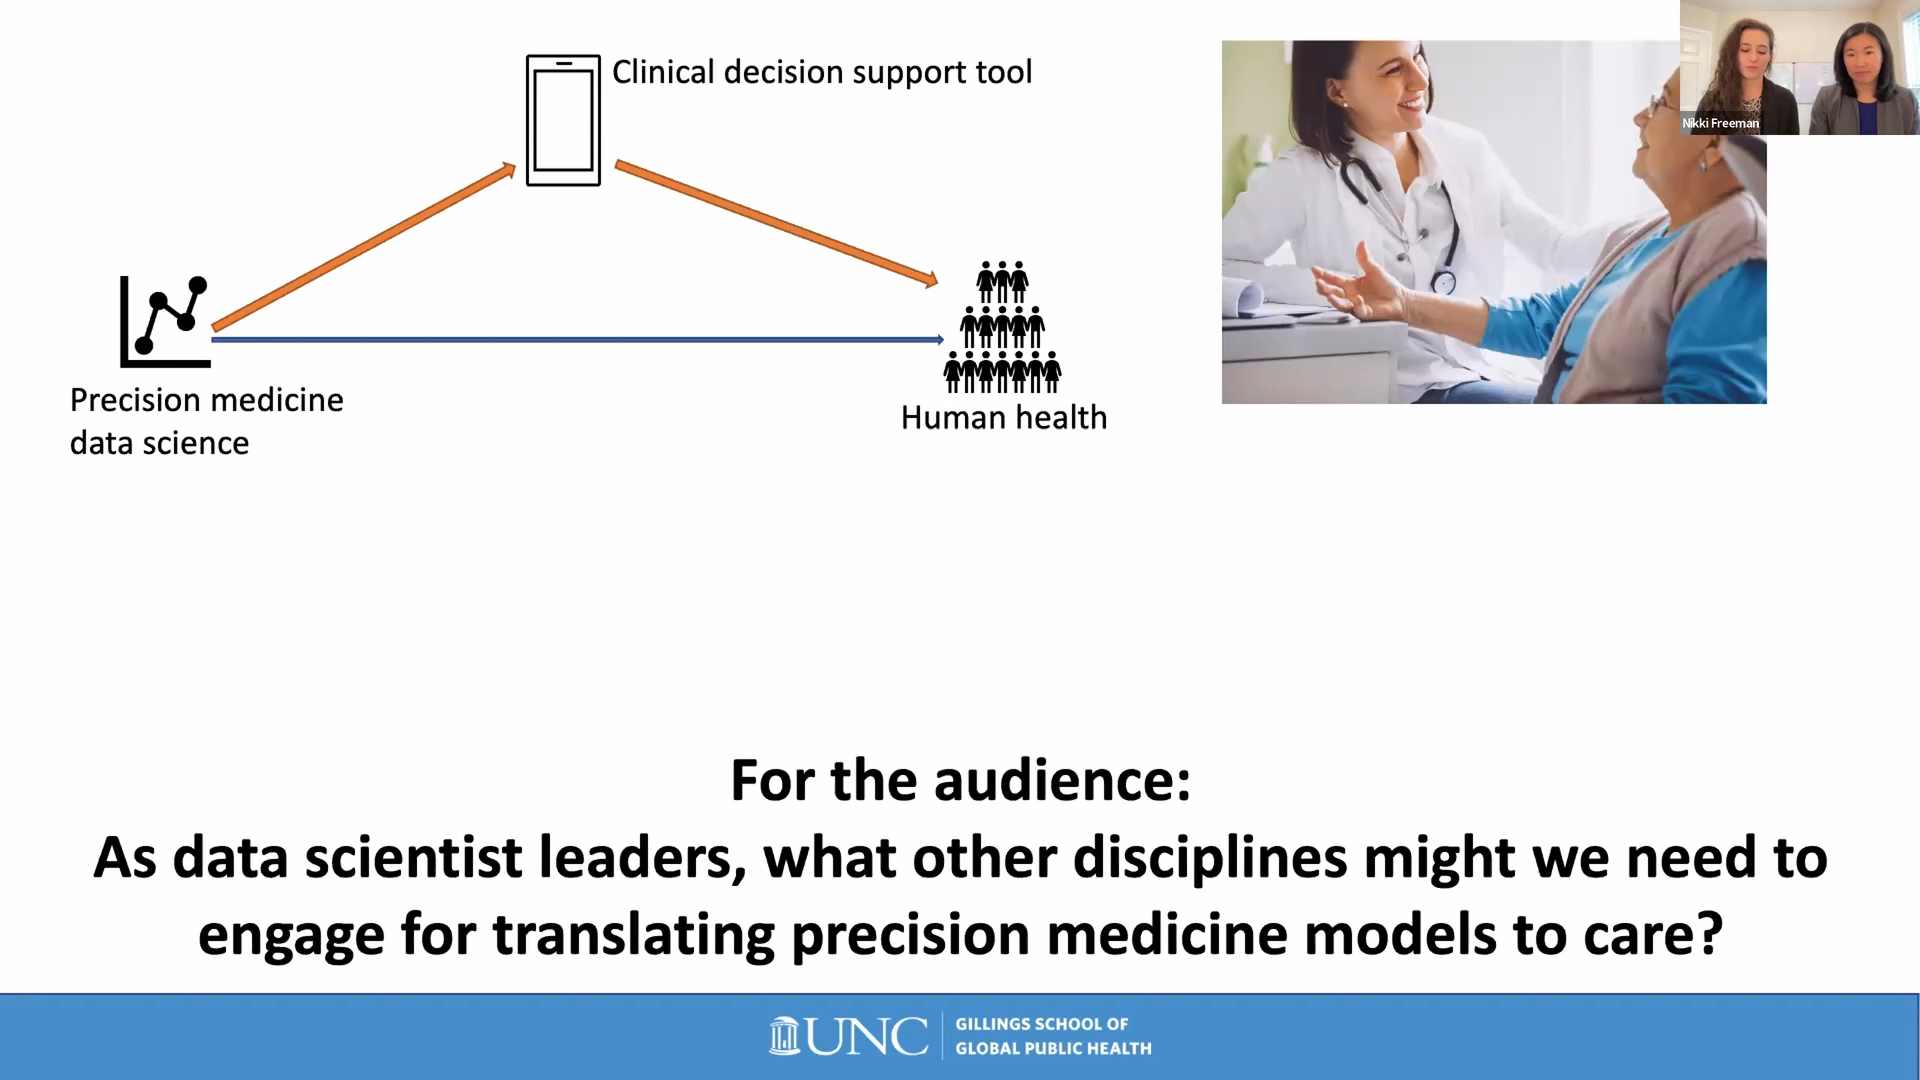 Clinical decision support tool
Nikki Freeman
Precision medicine
data science
Human health
For the audience:
As data scientist leaders, what other disciplines might we need to
engage for translating precision medicine models to care?
UNC
GILLINGS SCHOOL OF
GLOBAL PUBLIC HEALTH